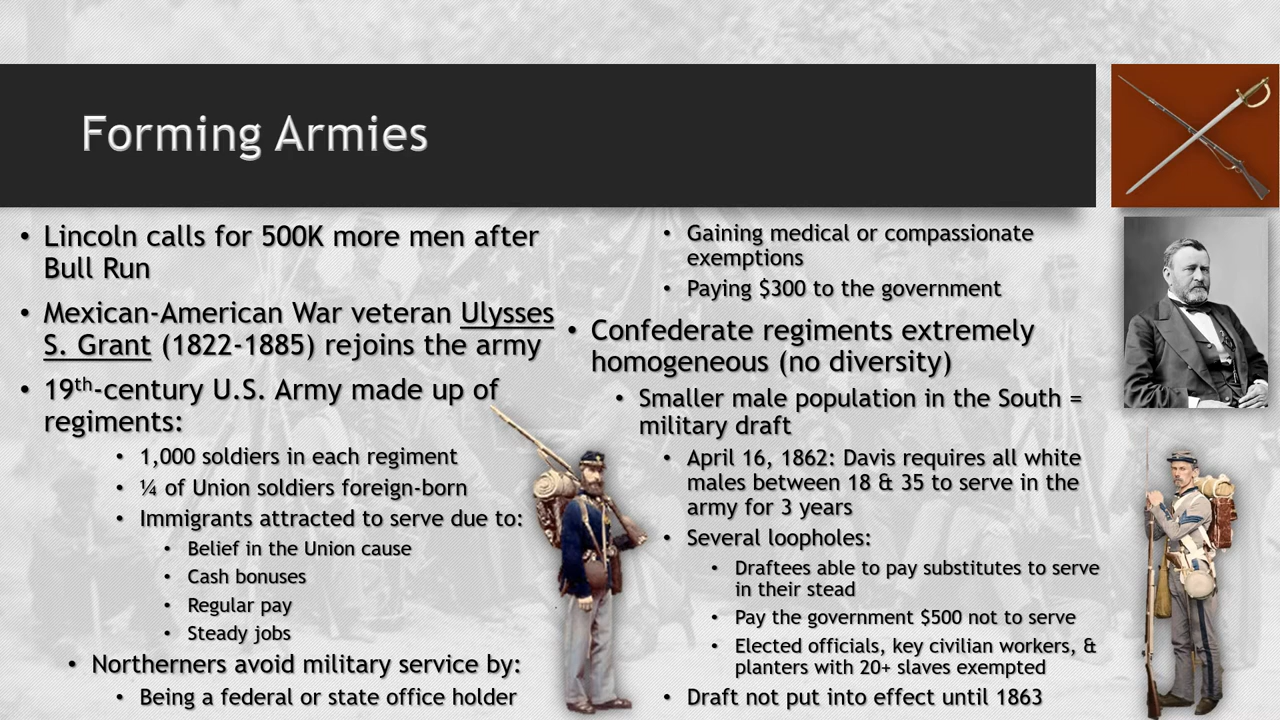 Forming Armies
• Lincoln calls for 500K more men after
Bull Run
• Mexican-American War veteran Ulysses
S. Grant (1822-1885) rejoins the army
• 19th-century U.S. Army made up of
regiments:
• 1,000 soldiers in each regiment
• ¼ of Union soldiers foreign-born
• Immigrants attracted to serve due to:
• Belief in the Union cause
• Cash bonuses
• Regular pay
• Steady jobs
• Northerners avoid military service by:
• Being a federal or state office holder
• Gaining medical or compassionate
exemptions
• Paying $300 to the government
• Confederate regiments extremely
homogeneous (no diversity)
• Smaller male population in the South =
military draft
• April 16, 1862: Davis requires all white
males between 18 & 35 to serve in the
army for 3 years
• Several loopholes:
• Draftees able to pay substitutes to serve
in their stead
• Pay the government $500 not to serve
• Elected officials, key civilian workers, &
planters with 20+ slaves exempted
• Draft not put into effect until 1863